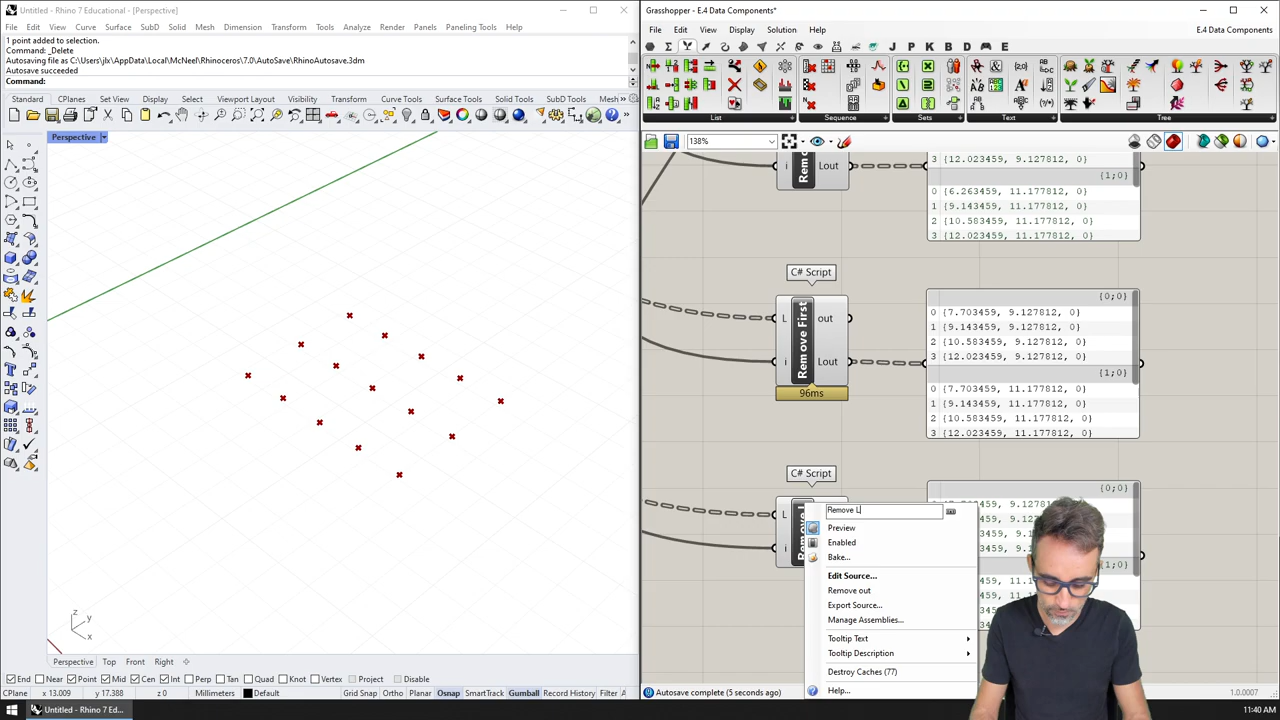 Untitled - Rhino 7 Educational - [Perspective]
File Edit View Curve Surface SubD Solid Mesh Dimension Transform Tools Analyze Render Panels Paneling Tools Help
1 point added to selection.
Command: _Delete
Autosaving file as C:\Users\jlx\AppData\Local\McNeel\Rhinoceros\7.0\AutoSave\RhinoAutosave.3dm
Autosave succeeded
Command:
Standard CPlanes Set View Display Select Viewport Layout Visibility Transform Curve Tools Surface Tools Solid Tools SubD Tools Mesh
Perspective
z
y
x
Perspective Top Front Right
End Near Point Mid Cen Int Perp Tan Quad Knot Vertex Project Disable
CPlane x 13.009 y 17.388 z 0 Millimeters Default Grid Snap Ortho Planar Osnap SmartTrack Gumball Record History Filter
Untitled - Rhino 7 Ed...
Grasshopper - E.4 Data Components*
File Edit View Display Solution Help E.4 Data Components
J P K B D E
List Sequence Sets Text Tree
138%
Remove
i Lout
3 {12.023459, 9.127812, 0}
{1;0}
0 {6.263459, 11.177812, 0}
1 {9.143459, 11.177812, 0}
2 {10.583459, 11.177812, 0}
3 {12.023459, 11.177812, 0}
C# Script
L Remove First out
i Lout
96ms
{0;0}
0 {7.703459, 9.127812, 0}
1 {9.143459, 9.127812, 0}
2 {10.583459, 9.127812, 0}
3 {12.023459, 9.127812, 0}
{1;0}
0 {7.703459, 11.177812, 0}
1 {9.143459, 11.177812, 0}
2 {10.583459, 11.177812, 0}
3 {12.023459, 11.177812, 0}
C# Script
L
i
{0;0}
Remove L
Preview
Enabled
Bake...
Edit Source...
Remove out
Export Source...
Manage Assemblies...
Tooltip Text
Tooltip Description
Destroy Caches (77)
Help...
Autosave complete (5 seconds ago) 1.0.0007
11:40 AM